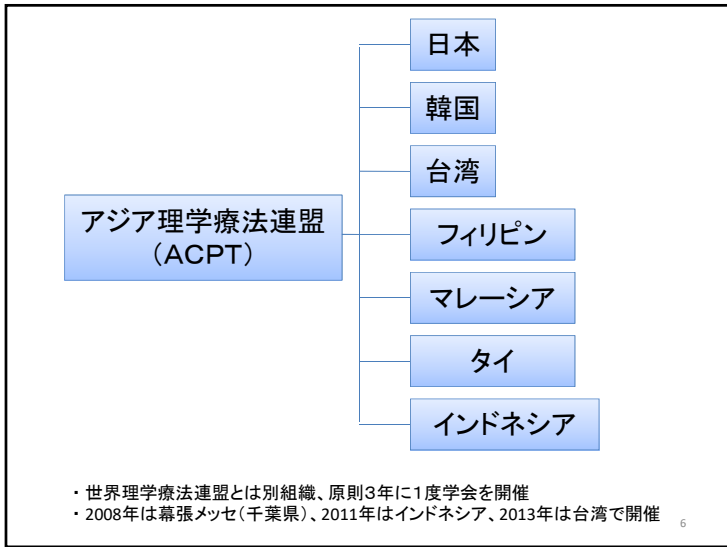 日本
韓国
台湾
アジア理学療法連盟
(ACPT)
フィリピン
マレーシア
タイ
インドネシア
・世界理学療法連盟とは別組織、原則3年に1度学会を開催
・2008年は幕張メッセ(千葉県)、2011年はインドネシア、2013年は台湾で開催
6